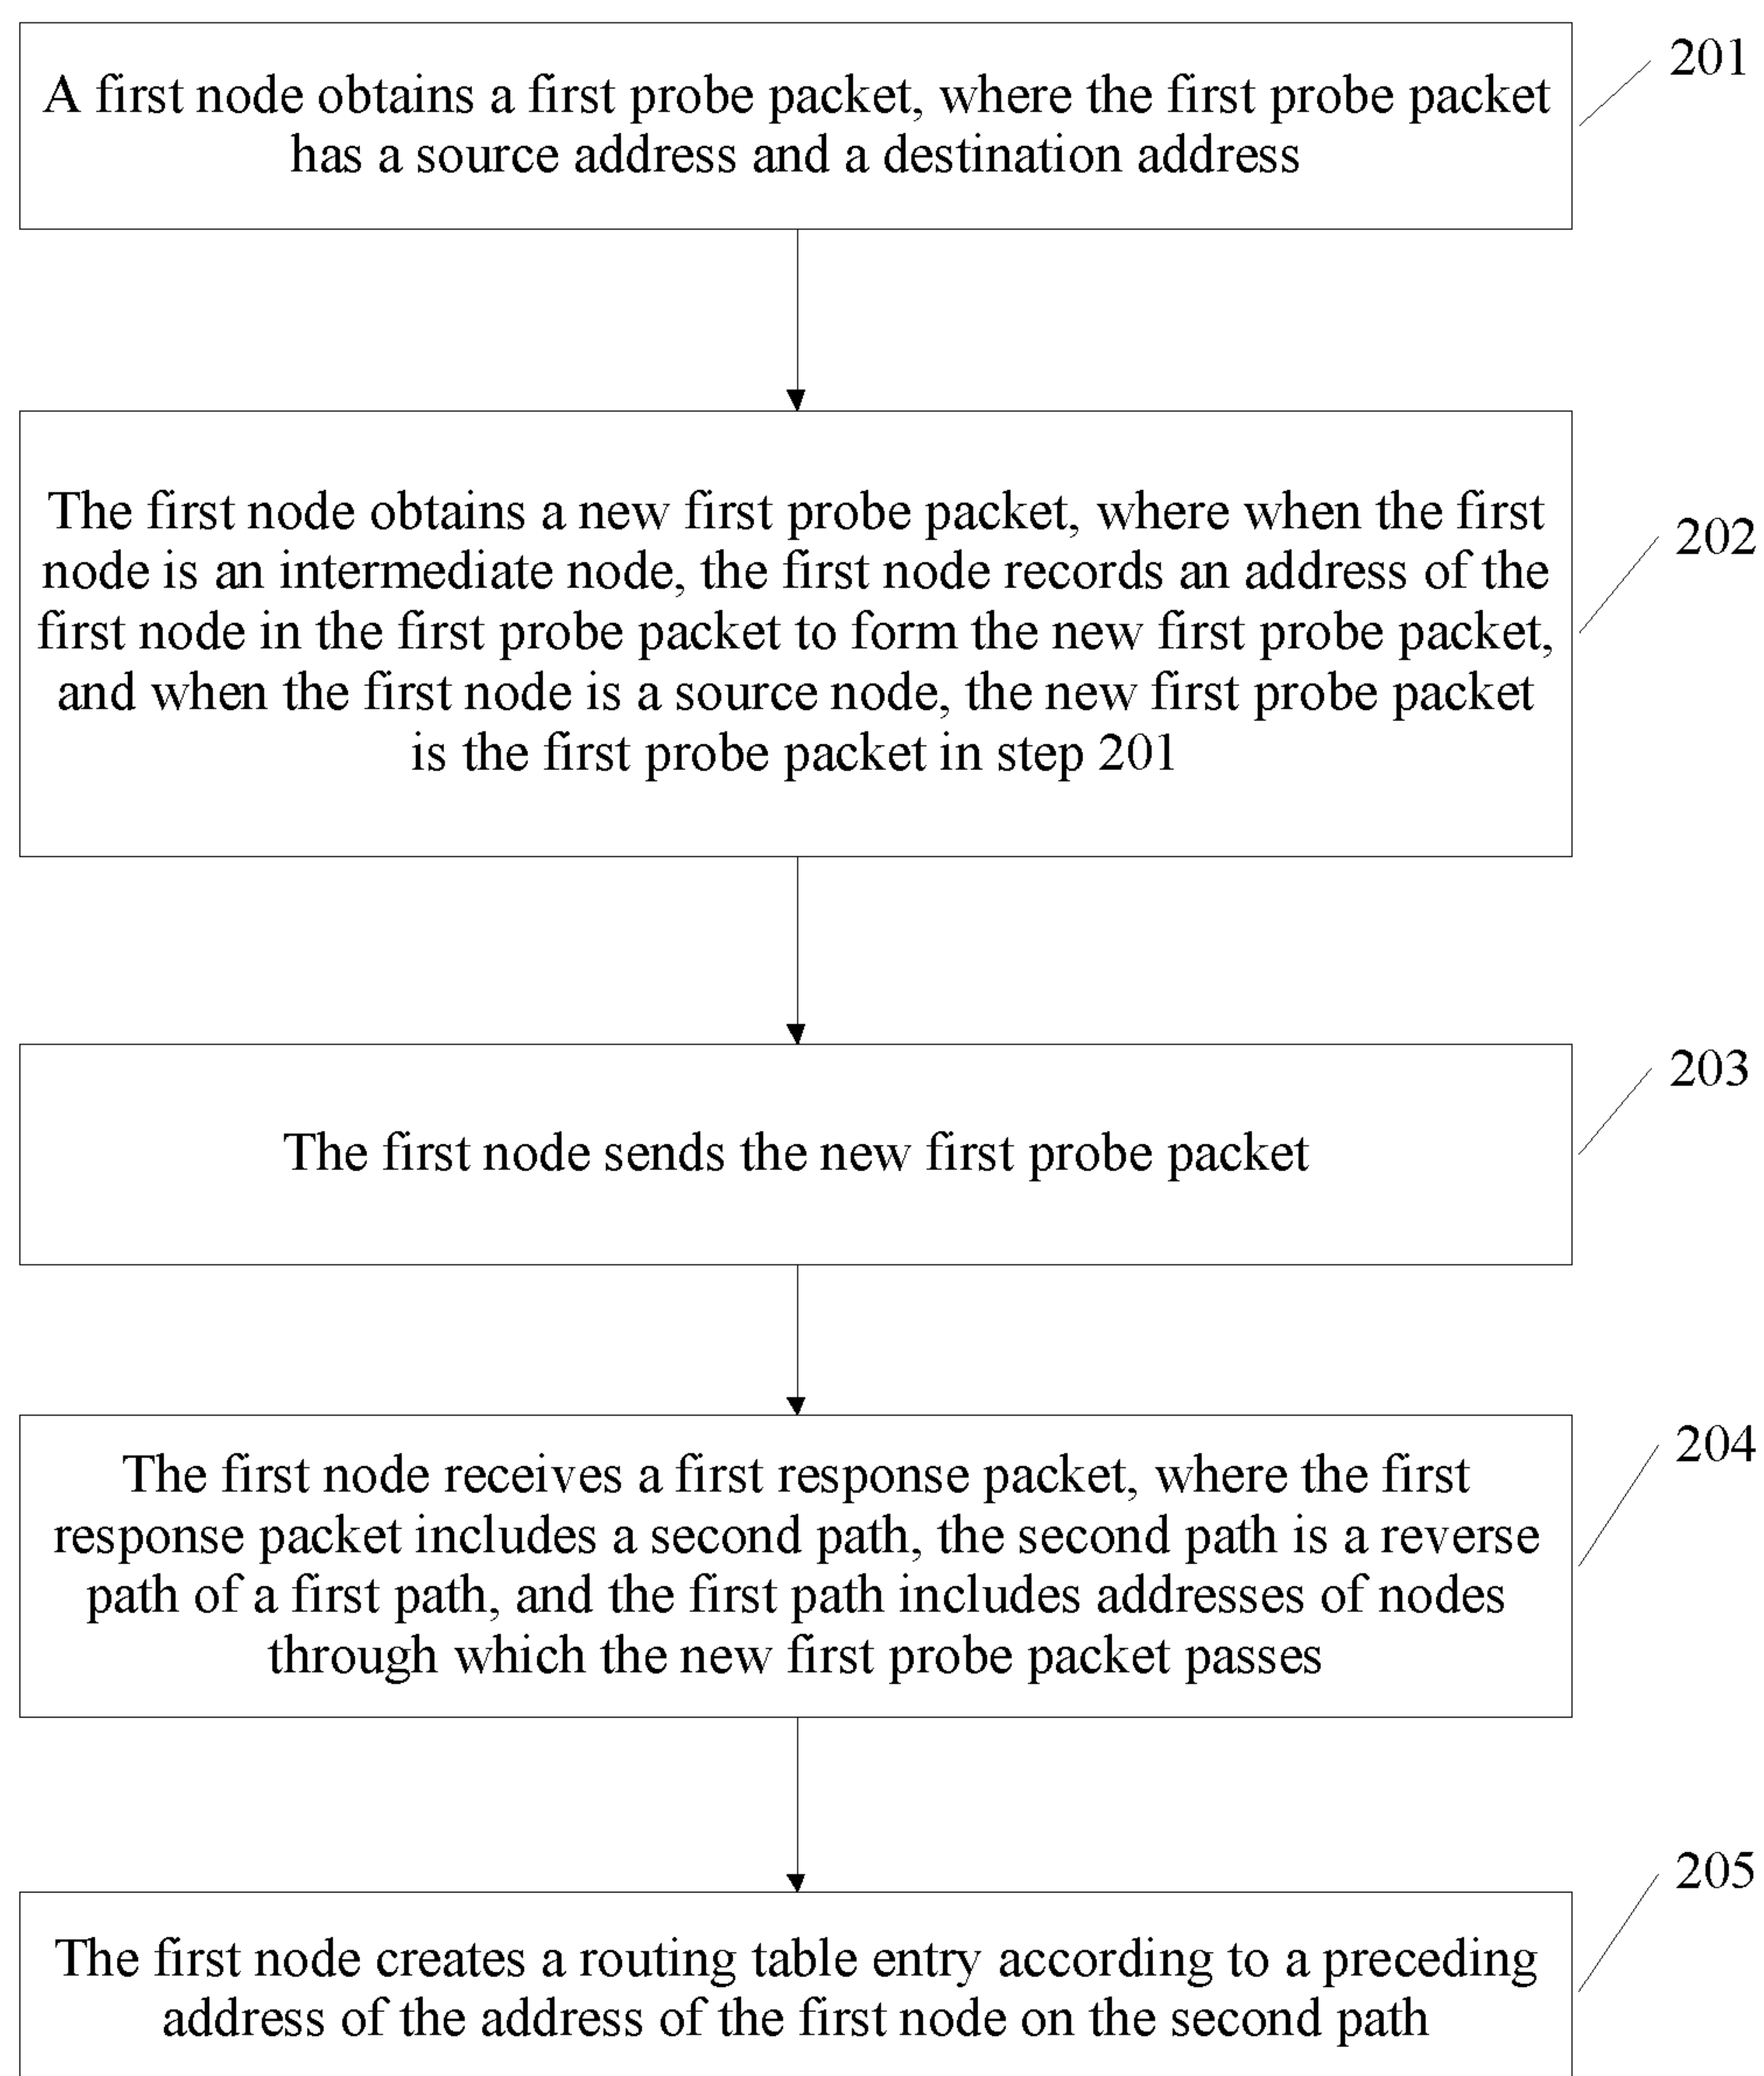 A first node obtains a first probe packet, where the first probe packet
has a source address and a destination address
201
The first node obtains a new first probe packet, where when the first
node is an intermediate node, the first node records an address of the
first node in the first probe packet to form the new first probe packet,
and when the first node is a source node, the new first probe packet
is the first probe packet in step 201
202
The first node sends the new first probe packet
203
The first node receives a first response packet, where the first
response packet includes a second path, the second path is a reverse
path of a first path, and the first path includes addresses of nodes
through which the new first probe packet passes
204
The first node creates a routing table entry according to a preceding
address of the address of the first node on the second path
205